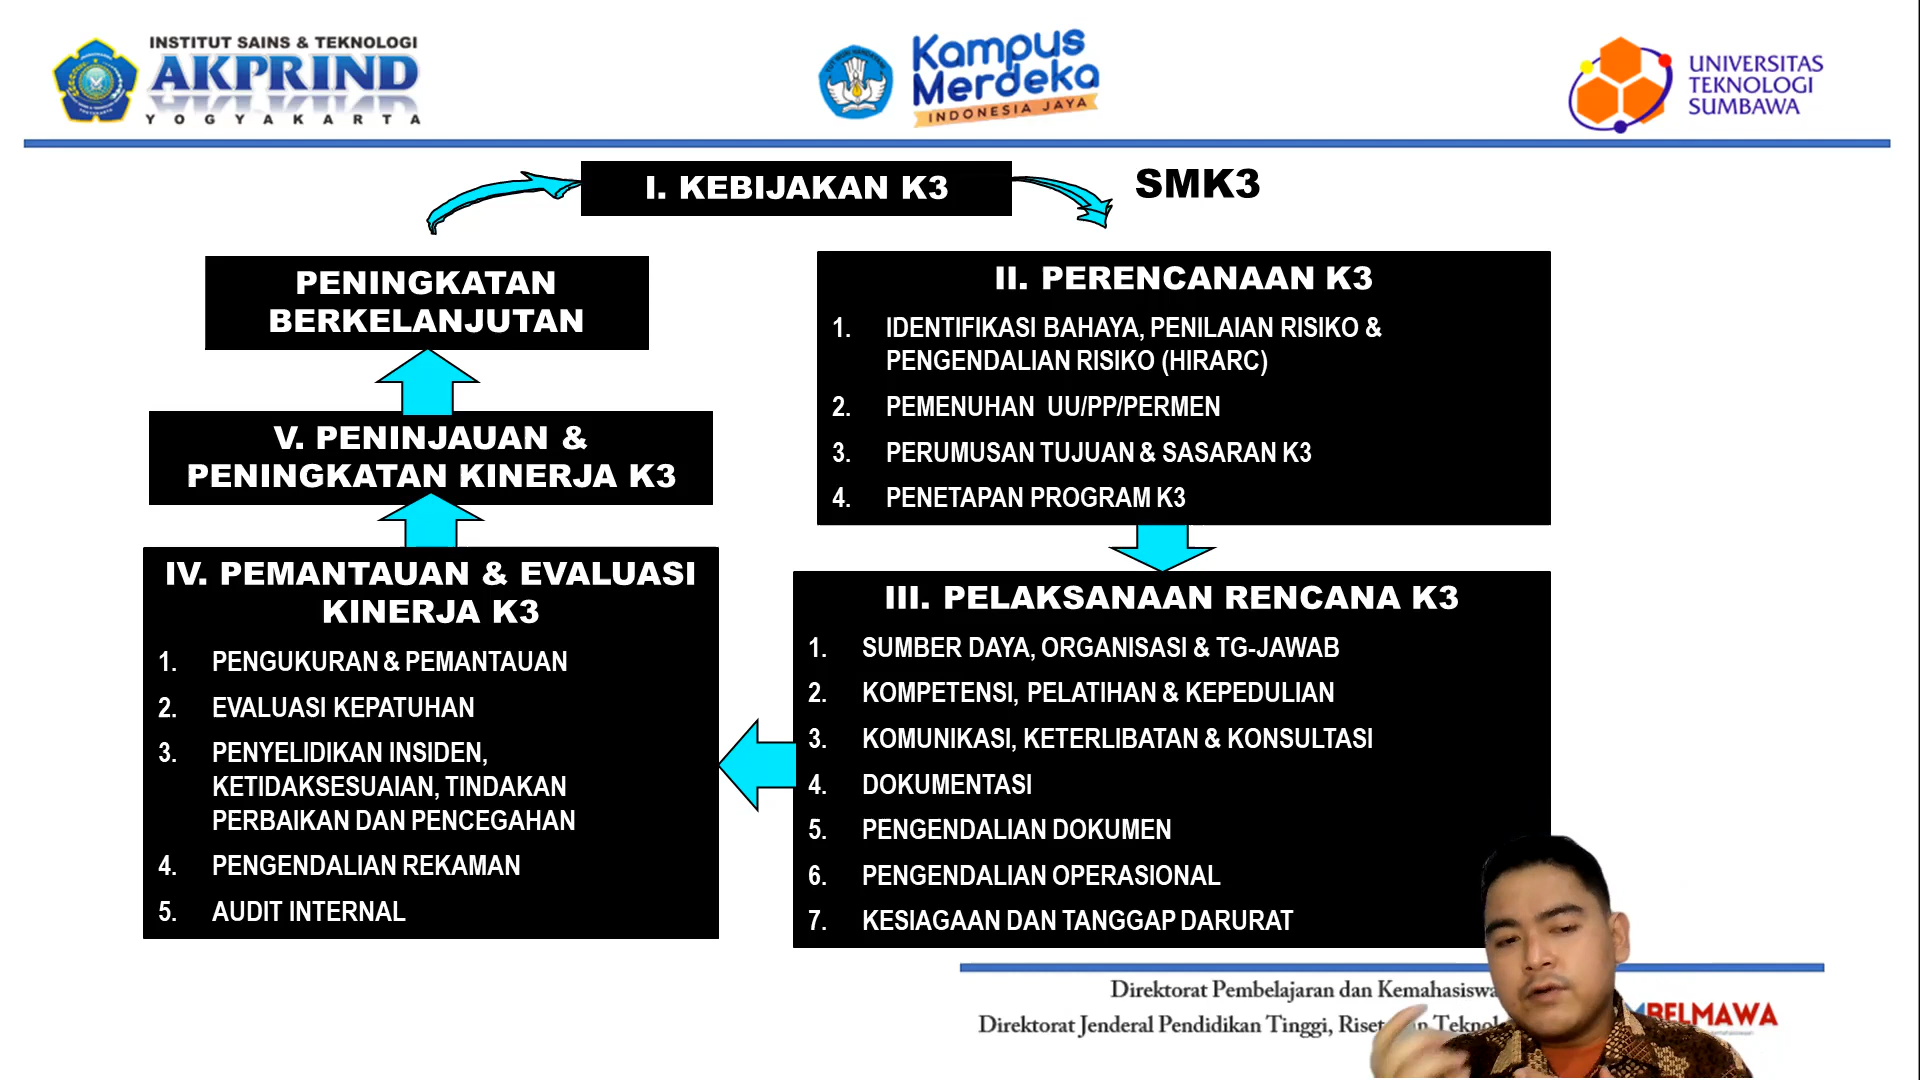 INSTITUT SAINS & TEKNOLOGI
AKPRIND
YOGYAKARTA
Kampus
Merdeka
INDONESIA JAYA
UNIVERSITAS
TEKNOLOGI
SUMBAWA
I. KEBIJAKAN K3
SMK3
PENINGKATAN
BERKELANJUTAN
II. PERENCANAAN K3
1. IDENTIFIKASI BAHAYA, PENILAIAN RISIKO &
PENGENDALIAN RISIKO (HIRARC)
2. PEMENUHAN UU/PP/PERMEN
3. PERUMUSAN TUJUAN & SASARAN K3
4. PENETAPAN PROGRAM K3
V. PENINJAUAN &
PENINGKATAN KINERJA K3
IV. PEMANTAUAN & EVALUASI
KINERJA K3
1. PENGUKURAN & PEMANTAUAN
2. EVALUASI KEPATUHAN
3. PENYELIDIKAN INSIDEN,
KETIDAKSESUAIAN, TINDAKAN
PERBAIKAN DAN PENCEGAHAN
4. PENGENDALIAN REKAMAN
5. AUDIT INTERNAL
III. PELAKSANAAN RENCANA K3
1. SUMBER DAYA, ORGANISASI & TG-JAWAB
2. KOMPETENSI, PELATIHAN & KEPEDULIAN
3. KOMUNIKASI, KETERLIBATAN & KONSULTASI
4. DOKUMENTASI
5. PENGENDALIAN DOKUMEN
6. PENGENDALIAN OPERASIONAL
7. KESIAGAAN DAN TANGGAP DARURAT
Direktorat Pembelajaran dan Kemahasiswa
Direktorat Jenderal Pendidikan Tinggi, Riset
BELMAWA